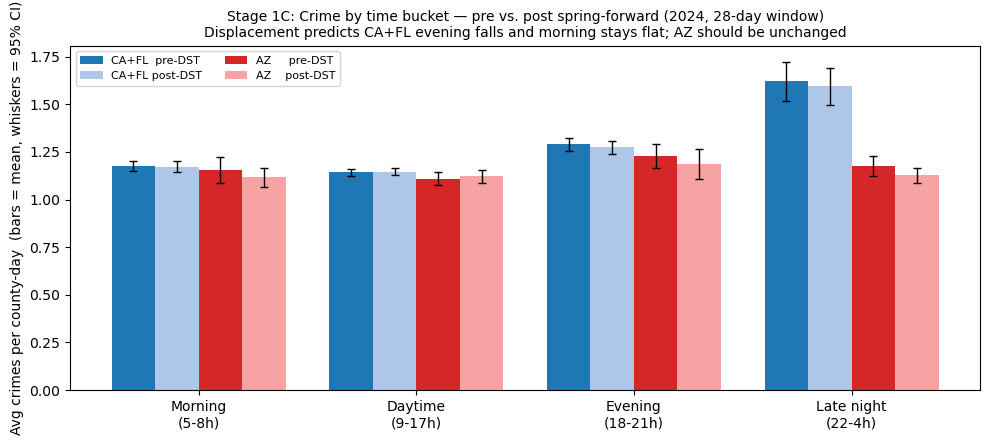 Stage 1C: Crime by time bucket — pre vs. post spring-forward (2024, 28-day window)
Displacement predicts CA+FL evening falls and morning stays flat; AZ should be unchanged
Avg crimes per county-day  (bars = mean, whiskers = 95% CI)
1.75
1.50
1.25
1.00
0.75
0.50
0.25
0.00
CA+FL  pre-DST
CA+FL post-DST
AZ     pre-DST
AZ    post-DST
Morning
(5-8h)
Daytime
(9-17h)
Evening
(18-21h)
Late night
(22-4h)